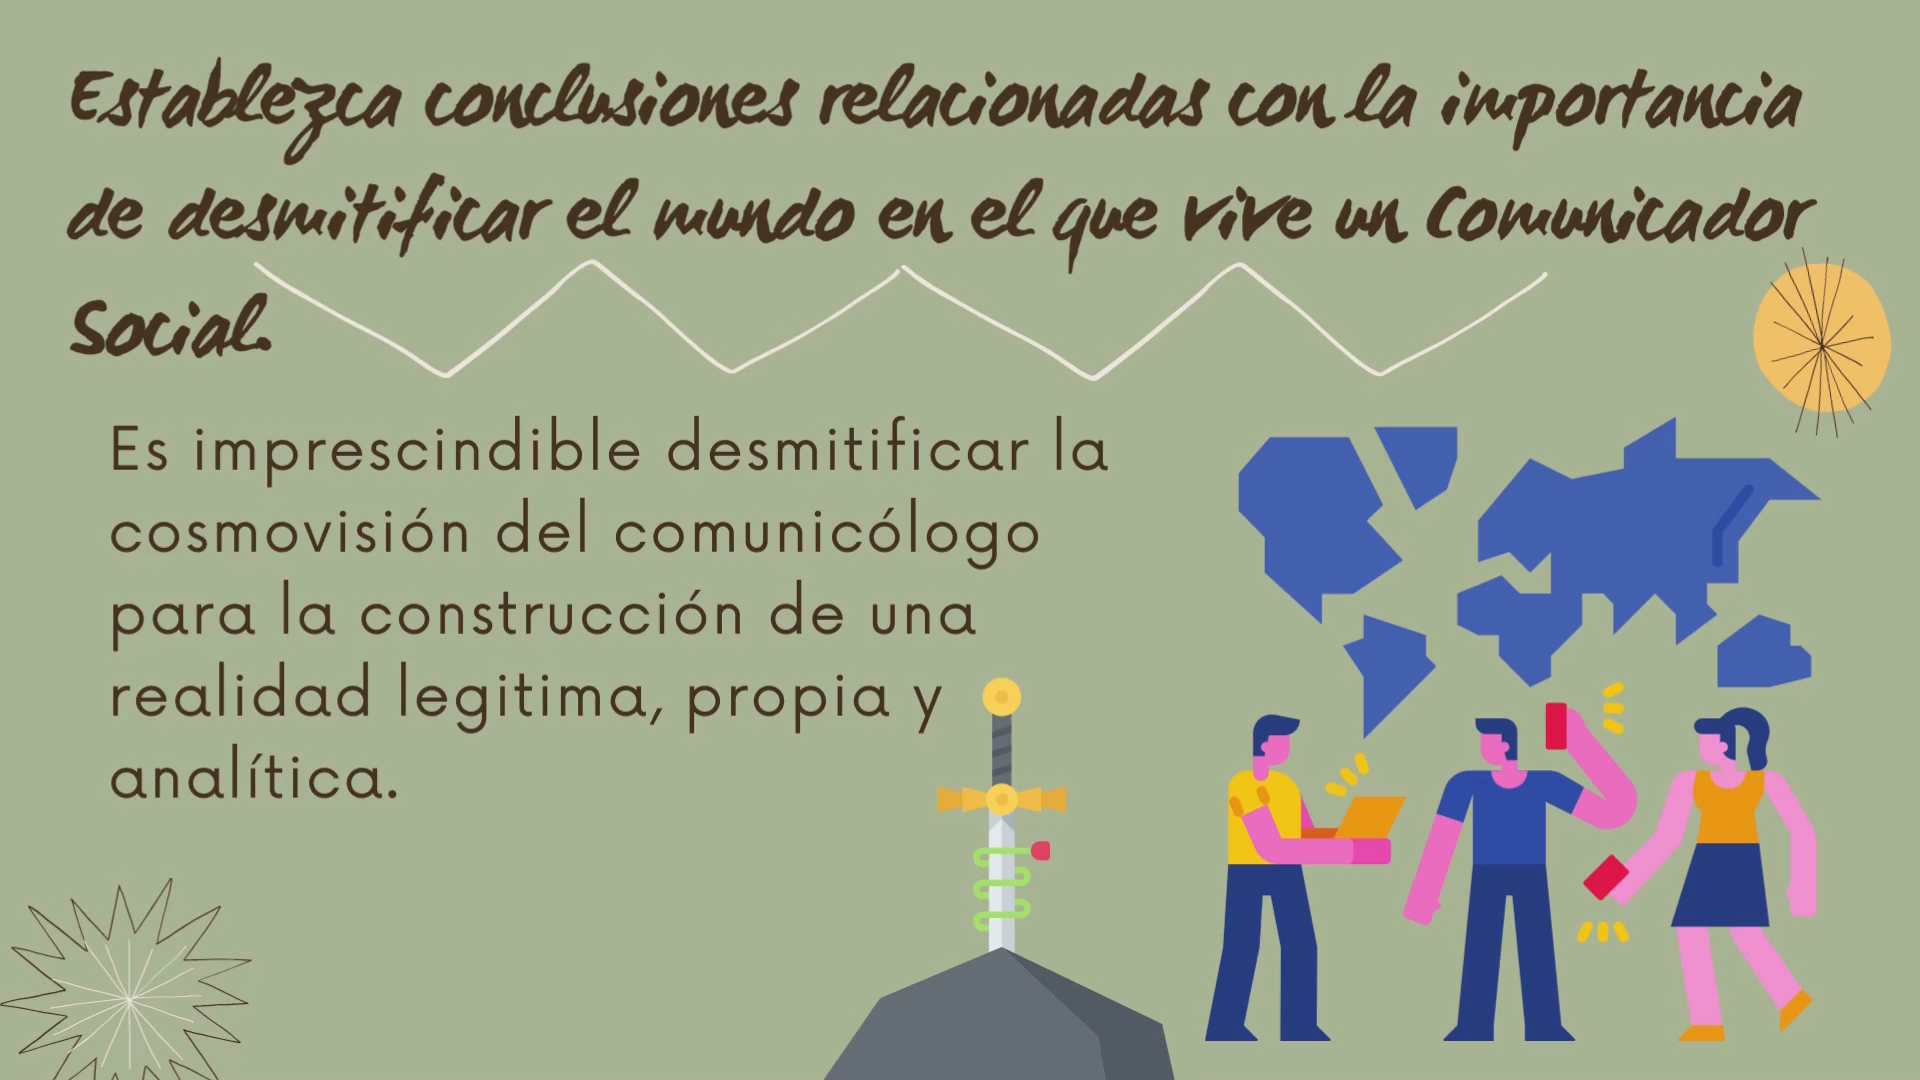 Establezca conclusiones relacionadas con la importancia
de desmitificar el mundo en el que vive un Comunicador
Social.
Es imprescindible desmitificar la
cosmovisión del comunicólogo
para la construcción de una
realidad legitima, propia y
analítica.